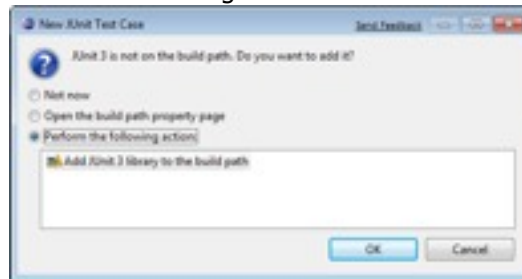 New JUnit Test Case
Send Feedback
JUnit 3 is not on the build path. Do you want to add it?
Not now
Open the build path property page
Perform the following action:
Add JUnit 3 library to the build path
OK
Cancel